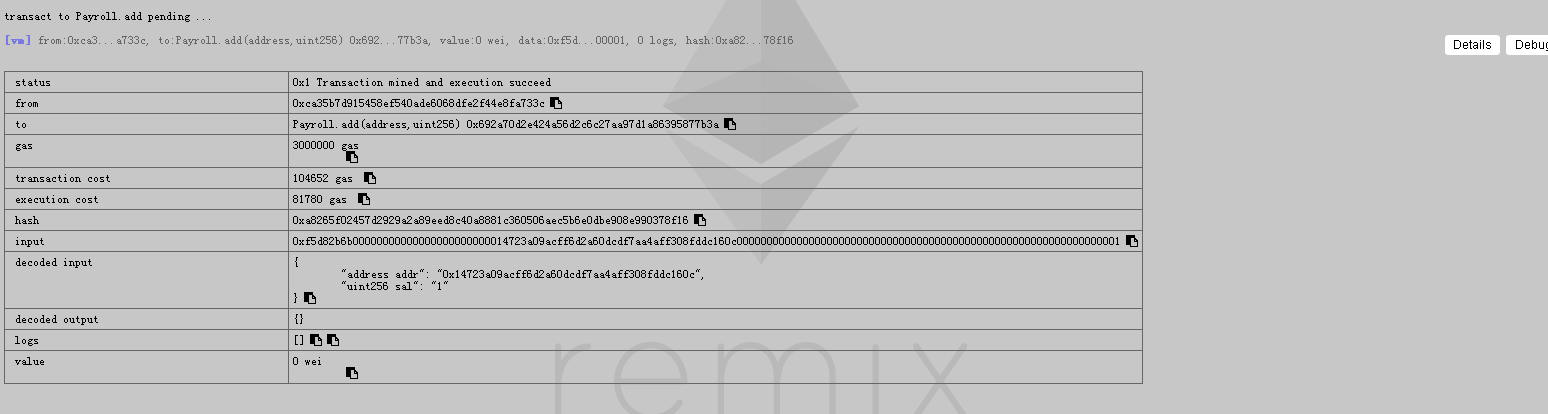 transact to Payroll.add pending ...
[vm] from:0xca3...a733c, to:Payroll.add(address,uint256) 0x692...77b3a, value:0 wei, data:0xf5d...00001, 0 logs, hash:0xa82...78f16
Details
Debug
status 0x1 Transaction mined and execution succeed
from 0xca35b7d915458ef540ade6068dfe2f44e8fa733c
to Payroll.add(address,uint256) 0x692a70d2e424a56d2c6c27aa97d1a86395877b3a
gas 3000000 gas
transaction cost 104652 gas
execution cost 81780 gas
hash 0xa8265f02457d2929a2a89eed8c40a8881c360506aec5b6e0dbe908e990378f16
input 0xf5d82b6b00000000000000000000000014723a09acff6d2a60dcdf7aa4aff308fddc160c0000000000000000000000000000000000000000000000000000000000000001
decoded input {
"address addr": "0x14723a09acff6d2a60dcdf7aa4aff308fddc160c",
"uint256 sal": "1"
}
decoded output {}
logs []
value 0 wei
remix